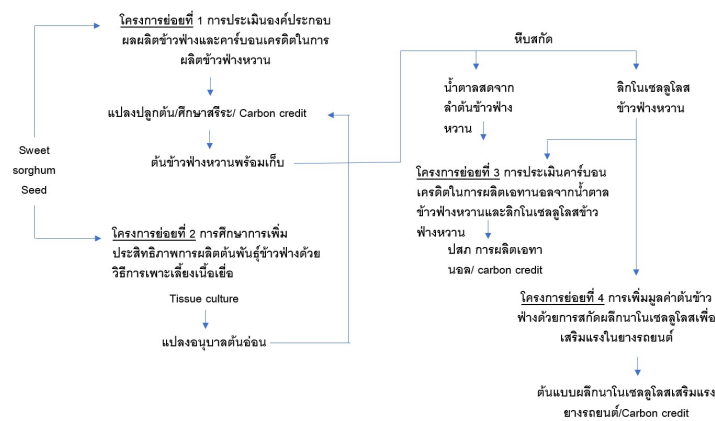 Sweet
sorghum
Seed
โครงการย่อยที่ 1 การประเมินองค์ประกอบ
ผลผลิตข้าวฟ่างและคาร์บอนเครดิตในการ
ผลิตข้าวฟ่างหวาน
แปลงปลูกต้น/ศึกษาสรีระ/ Carbon credit
ต้นข้าวฟ่างหวานพร้อมเก็บ
โครงการย่อยที่ 2 การศึกษาการเพิ่ม
ประสิทธิภาพการผลิตต้นพันธุ์ข้าวฟ่างด้วย
วิธีการเพาะเลี้ยงเนื้อเยื่อ
Tissue culture
แปลงอนุบาลต้นอ่อน
หีบสกัด
น้ำตาลสดจาก
ลำต้นข้าวฟ่าง
หวาน
ลิกโนเซลลูโลส
ข้าวฟ่างหวาน
โครงการย่อยที่ 3 การประเมินคาร์บอน
เครดิตในการผลิตเอทานอลจากน้ำตาล
ข้าวฟ่างหวานและลิกโนเซลลูโลสข้าว
ฟ่างหวาน
ปสภ การผลิตเอทา
นอล/ carbon credit
โครงการย่อยที่ 4 การเพิ่มมูลค่าต้นข้าว
ฟ่างด้วยการสกัดผลึกนาโนเซลลูโลสเพื่อ
เสริมแรงในยางรถยนต์
ต้นแบบผลึกนาโนเซลลูโลสเสริมแรง
ยางรถยนต์/Carbon credit